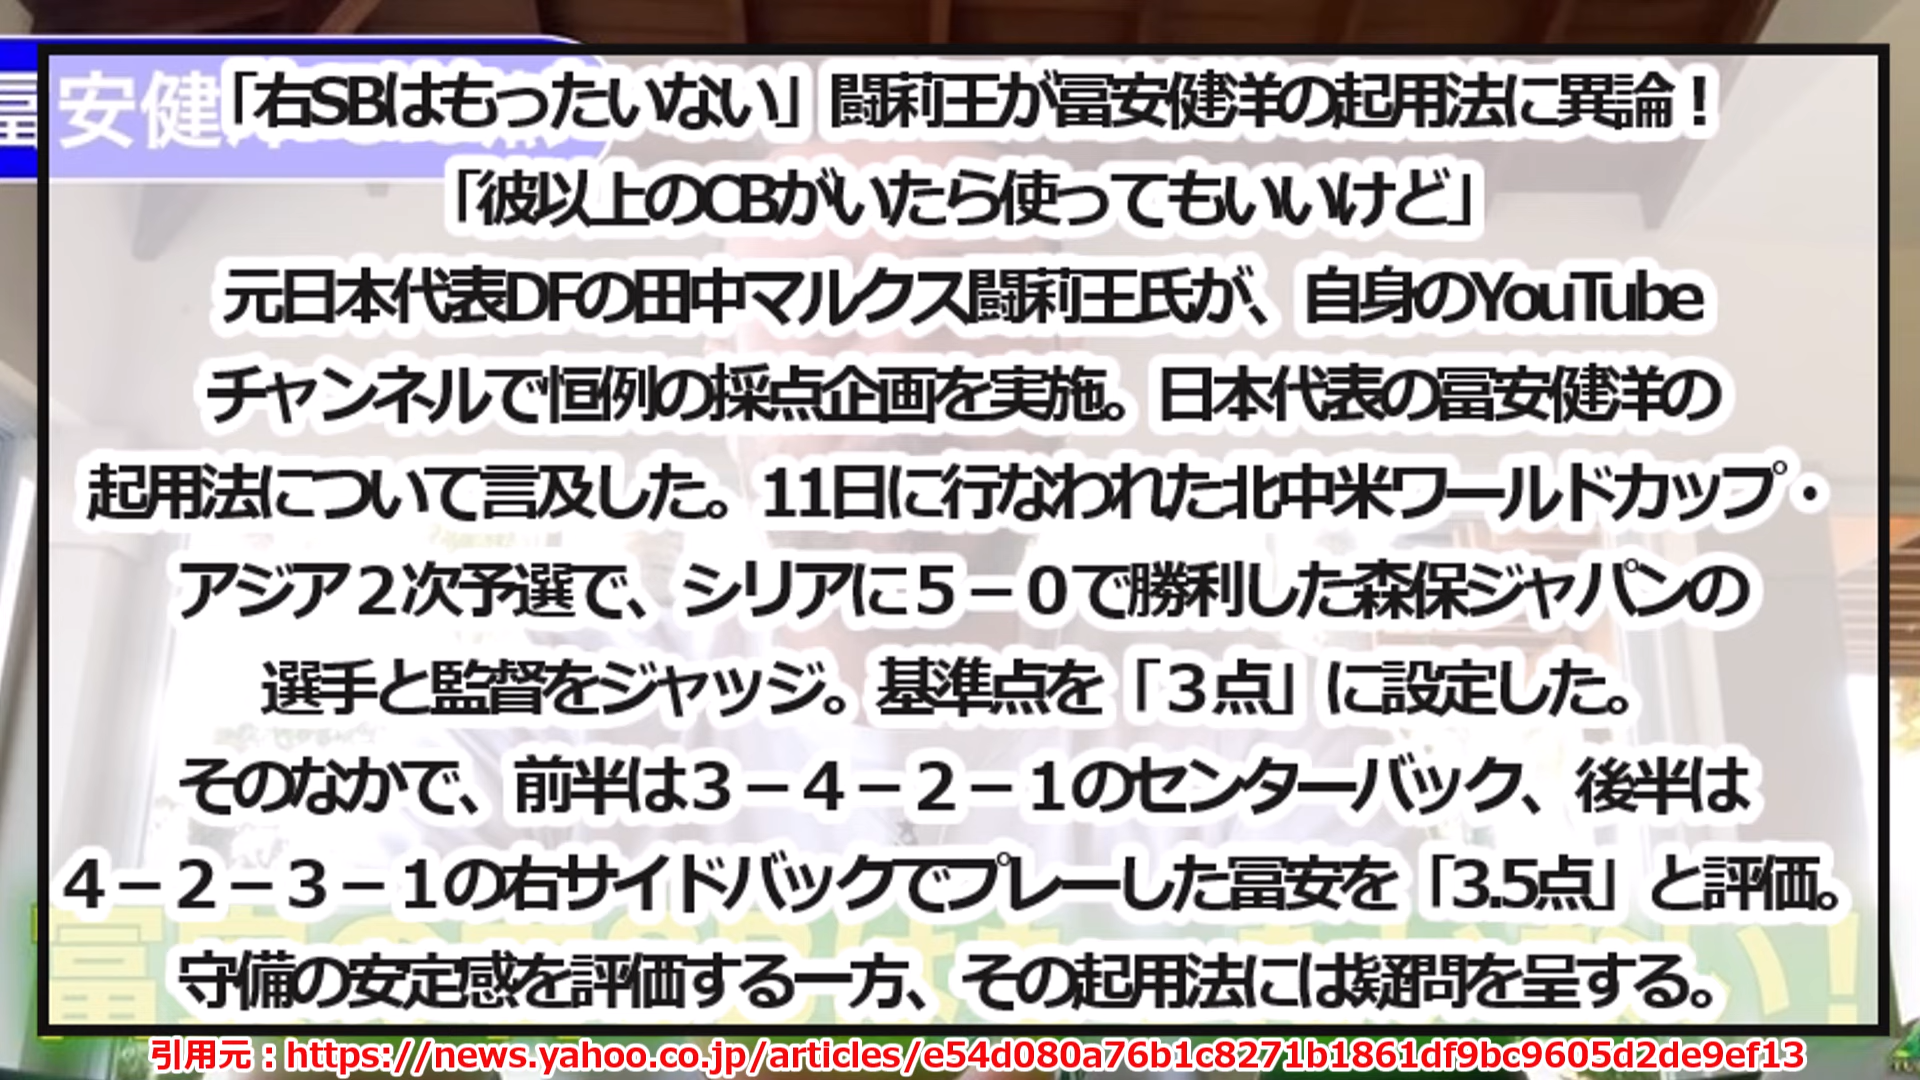 「右SBはもったいない」闘莉王が冨安健洋の起用法に異論！
「彼以上のCBがいたら使ってもいいけど」
元日本代表DFの田中マルクス闘莉王氏が、自身のYouTube
チャンネルで恒例の採点企画を実施。日本代表の冨安健洋の
起用法について言及した。11日に行なわれた北中米ワールドカップ・
アジア２次予選で、シリアに５－０で勝利した森保ジャパンの
選手と監督をジャッジ。基準点を「３点」に設定した。
そのなかで、前半は３－４－２－１のセンターバック、後半は
４－２－３－１の右サイドバックでプレーした冨安を「3.5点」と評価。
守備の安定感を評価する一方、その起用法には疑問を呈する。
引用元：https://news.yahoo.co.jp/articles/e54d080a76b1c8271b1861df9bc9605d2de9ef13